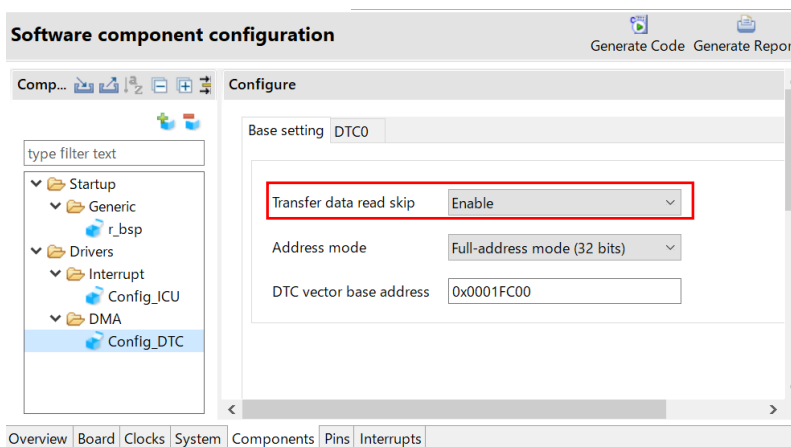 Software component configuration
Generate Code Generate Repor
Comp...
Configure
Base setting DTC0
type filter text
Startup
Generic
r_bsp
Drivers
Interrupt
Config_ICU
DMA
Config_DTC
Transfer data read skip Enable
Address mode Full-address mode (32 bits)
DTC vector base address 0x0001FC00
Overview Board Clocks System Components Pins Interrupts